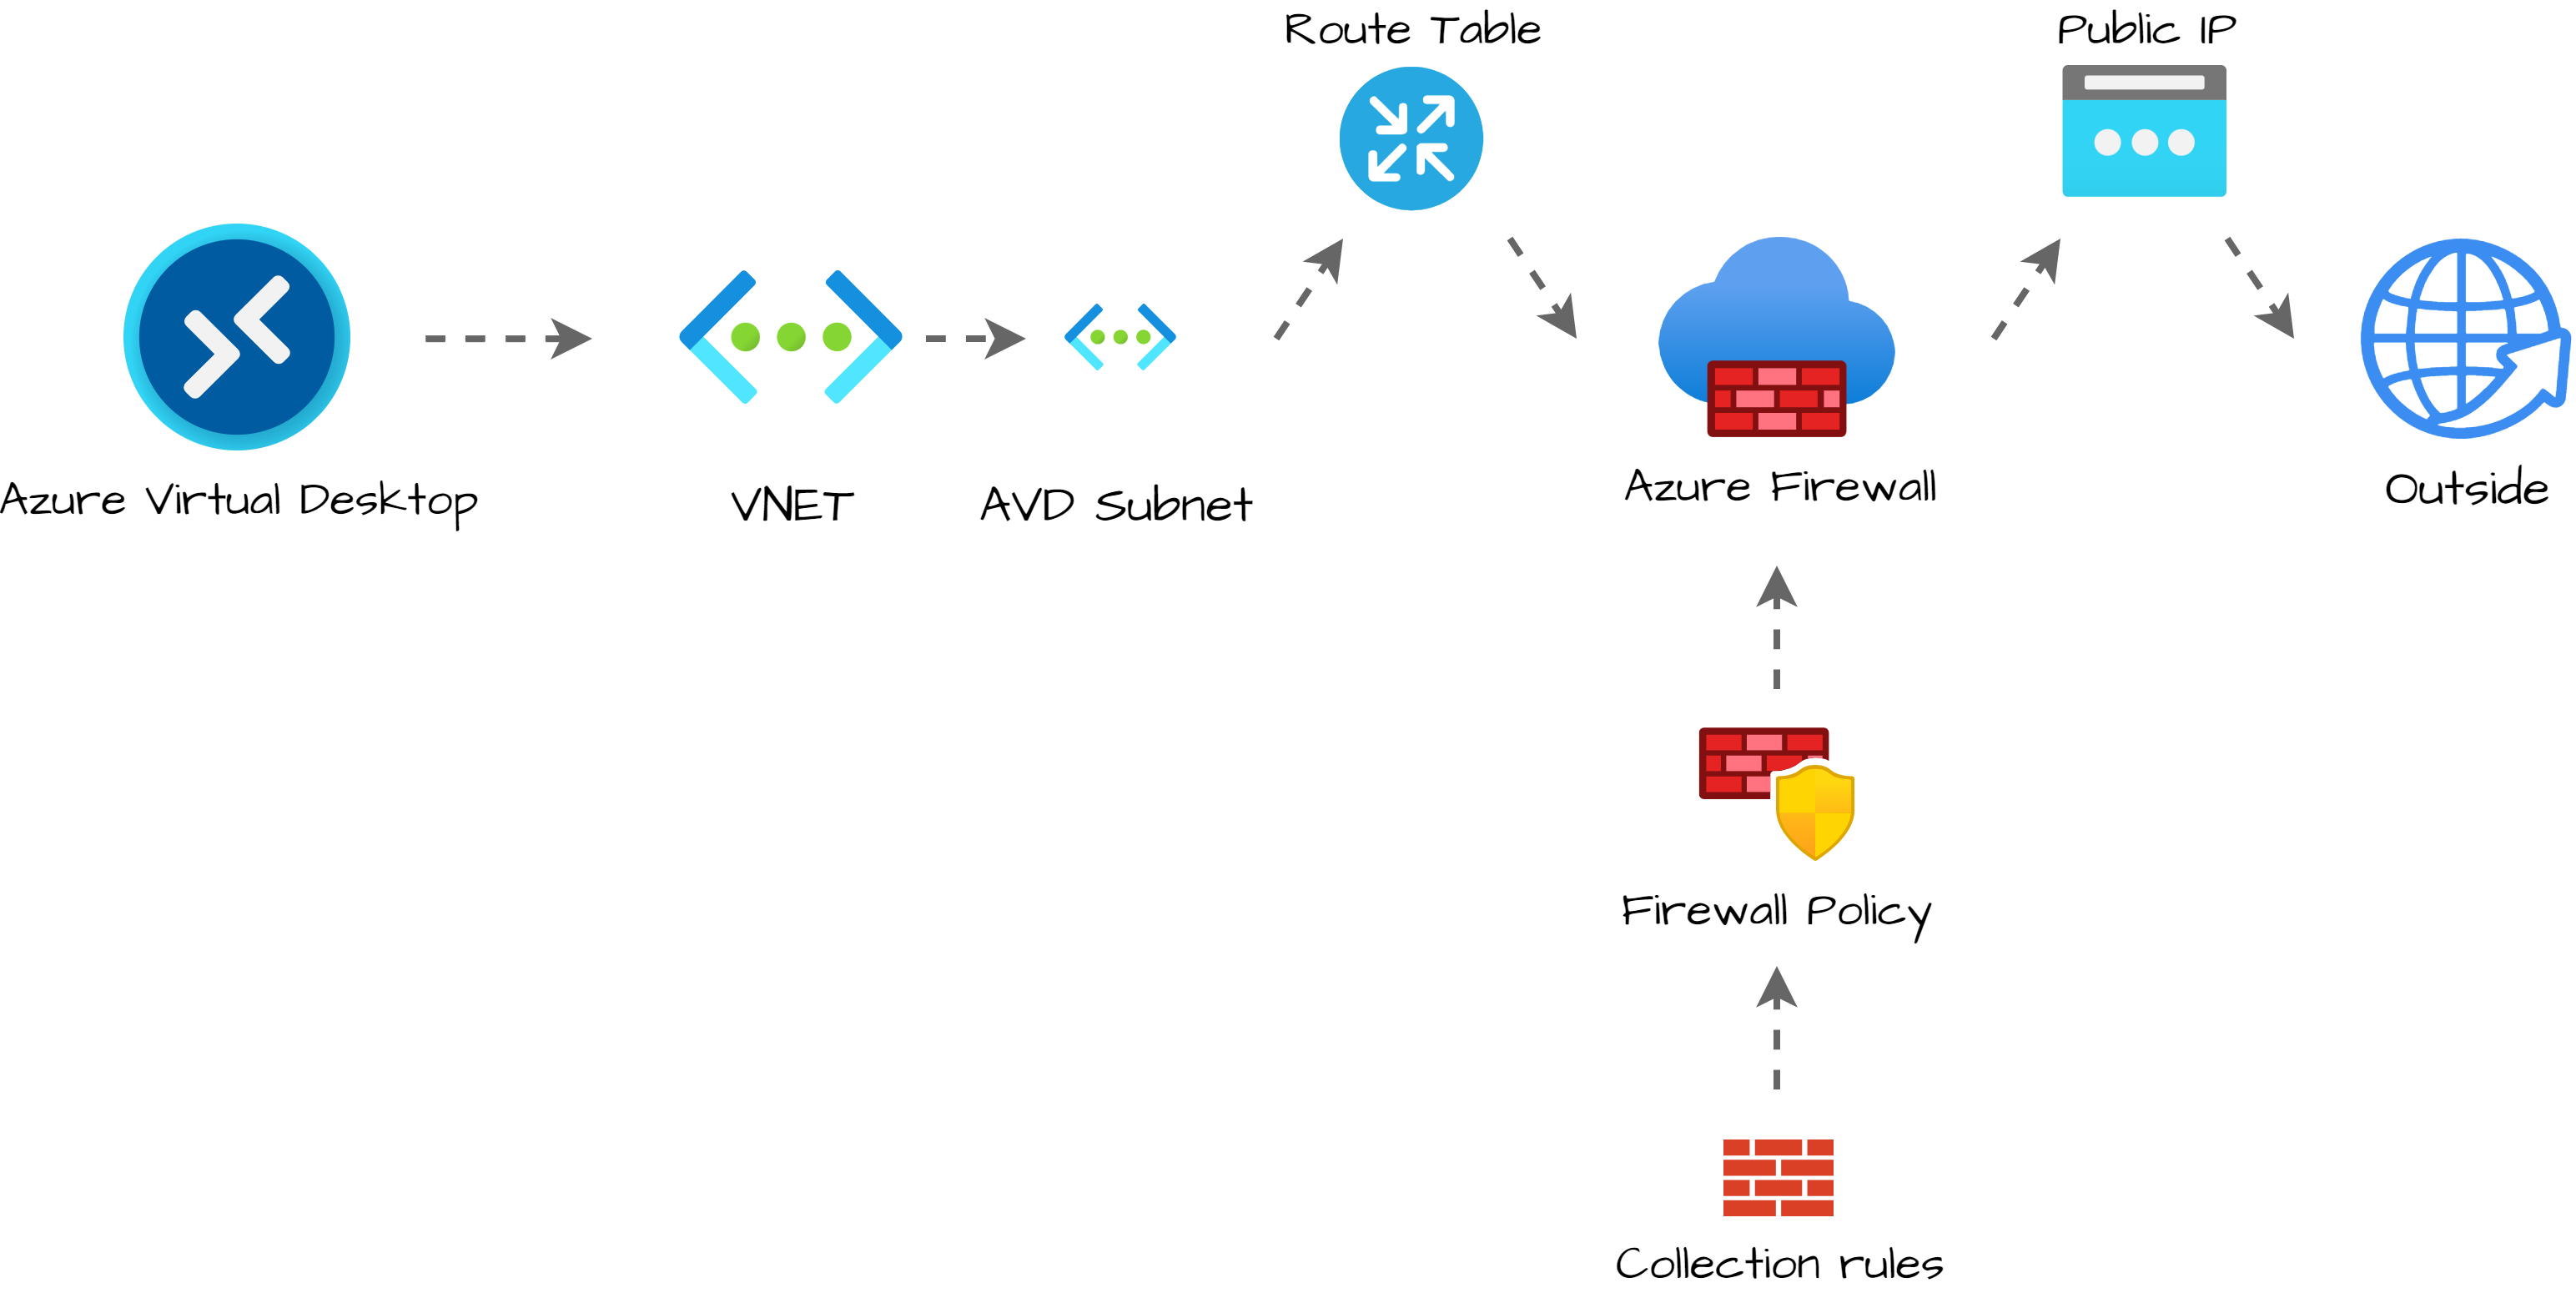 Route Table
Public IP
Azure Virtual Desktop
VNET
AVD Subnet
Azure Firewall
Outside
Firewall Policy
Collection rules